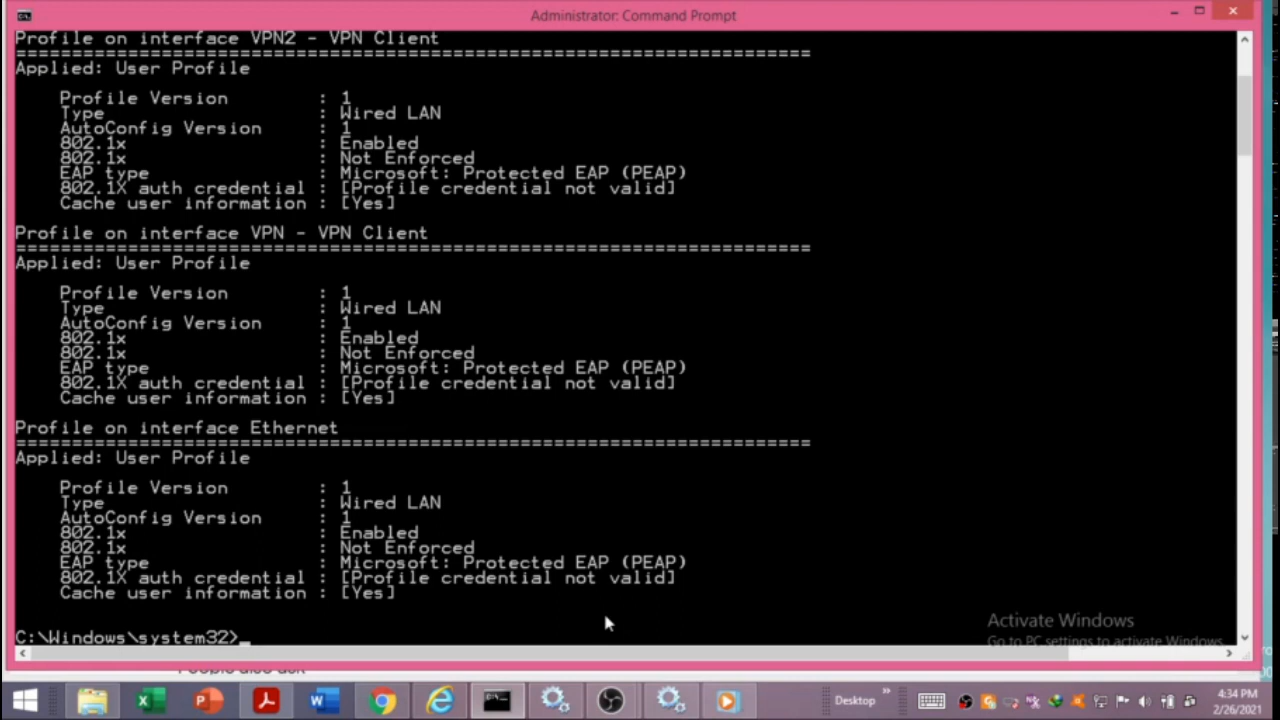 Administrator: Command Prompt
Profile on interface VPN2 - VPN Client
=======================================================================
Applied: User Profile
Profile Version : 1
Type : Wired LAN
AutoConfig Version : 1
802.1x : Enabled
802.1x : Not Enforced
EAP type : Microsoft: Protected EAP (PEAP)
802.1X auth credential : [Profile credential not valid]
Cache user information : [Yes]
Profile on interface VPN - VPN Client
=======================================================================
Applied: User Profile
Profile Version : 1
Type : Wired LAN
AutoConfig Version : 1
802.1x : Enabled
802.1x : Not Enforced
EAP type : Microsoft: Protected EAP (PEAP)
802.1X auth credential : [Profile credential not valid]
Cache user information : [Yes]
Profile on interface Ethernet
=======================================================================
Applied: User Profile
Profile Version : 1
Type : Wired LAN
AutoConfig Version : 1
802.1x : Enabled
802.1x : Not Enforced
EAP type : Microsoft: Protected EAP (PEAP)
802.1X auth credential : [Profile credential not valid]
Cache user information : [Yes]
C:\Windows\system32>_
Activate Windows
Go to PC settings to activate Windows.
Desktop
4:34 PM
2/26/2021